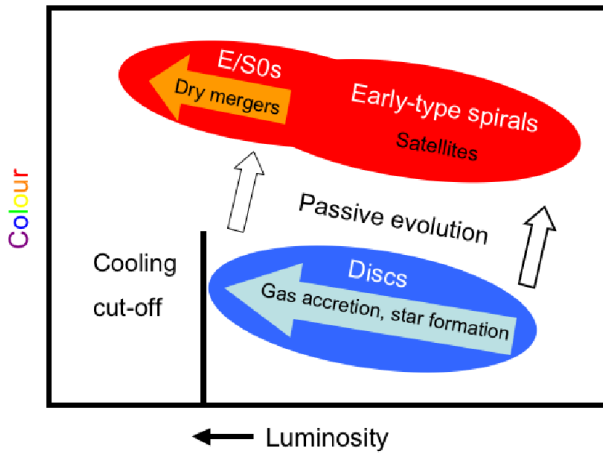 E/S0s
Dry mergers
Early-type spirals
Satellites
Passive evolution
Colour
Cooling
cut-off
Discs
Gas accretion, star formation
Luminosity